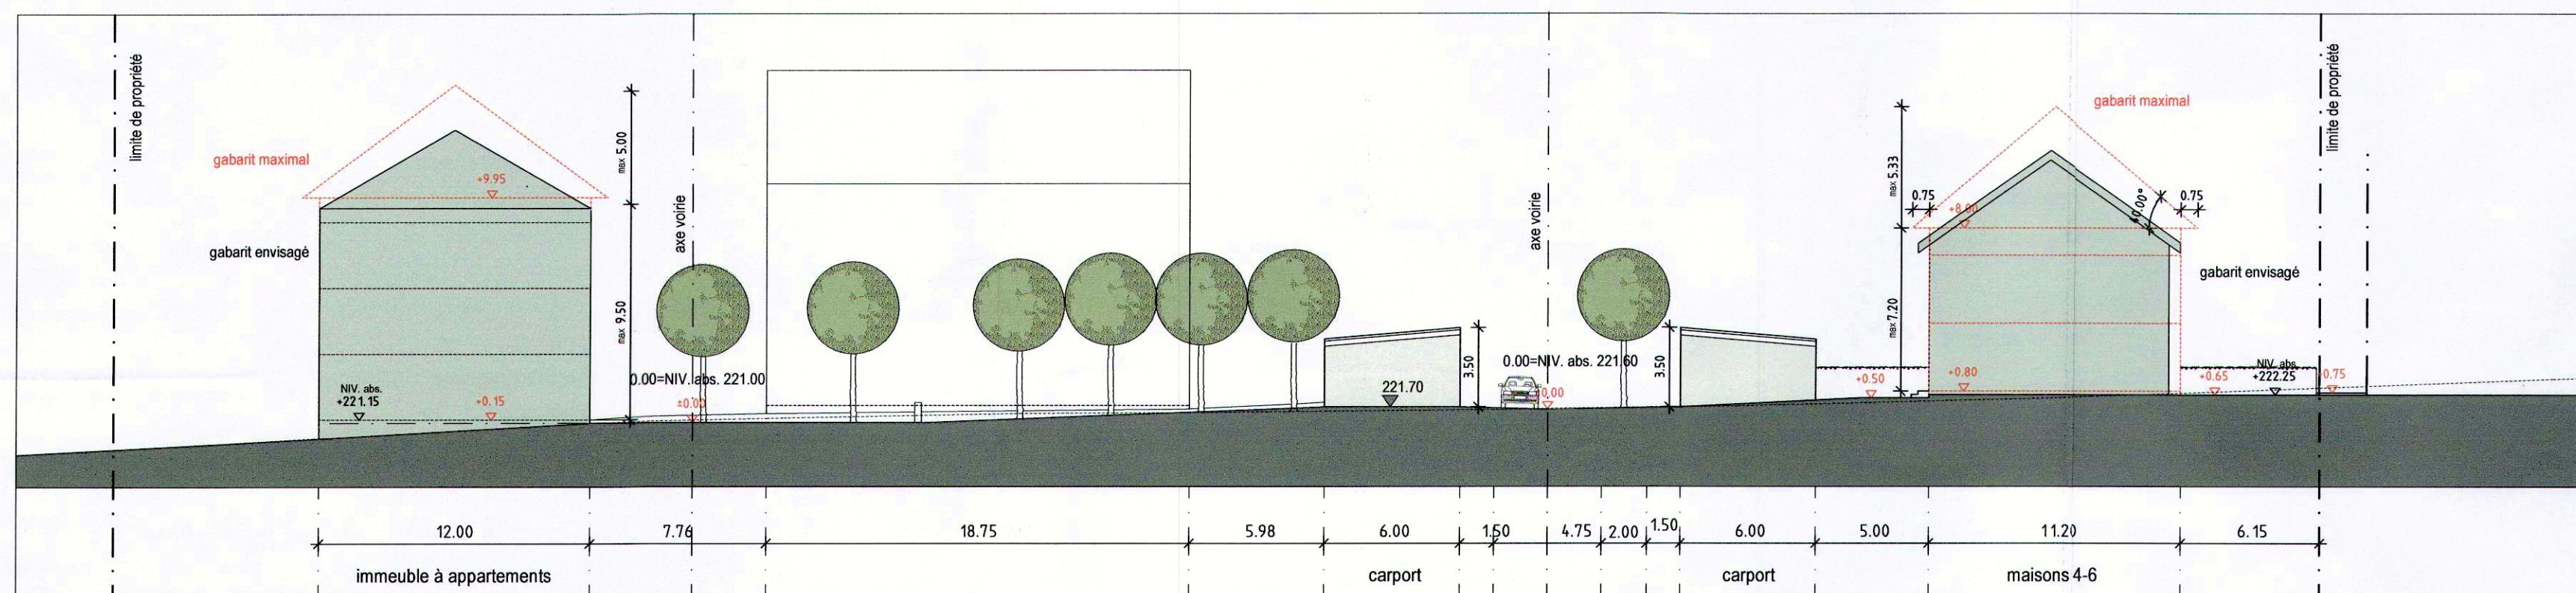 limite de propriété
gabarit maximal
+9.95
max 5.00
gabarit envisagé
max 9.50
NIV. abs.
+221.15
+0.15
axe voirie
0.00=NIV. abs. 221.00
±0.00
221.70
3.50
axe voirie
0.00=NIV. abs. 221.60
0.00
3.50
+0.50
gabarit maximal
max 5.33
0.75
+8.00
0.75
max 7.20
+0.80
gabarit envisagé
+0.65
NIV. abs.
+222.25
0.75
limite de propriété
12.00
7.76
18.75
5.98
6.00
1.50
4.75
2.00
1.50
6.00
5.00
11.20
6.15
immeuble à appartements
carport
carport
maisons 4-6